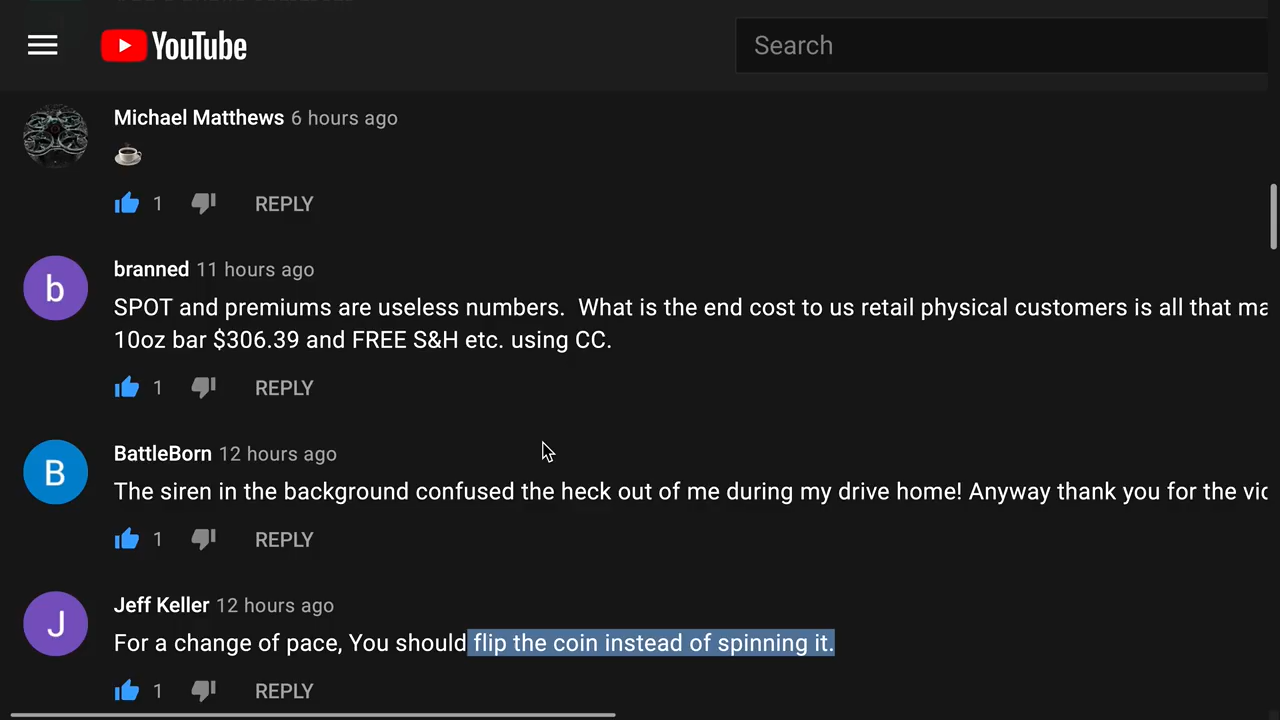 YouTube
Search
Michael Matthews 6 hours ago
1 REPLY
b
branned 11 hours ago
SPOT and premiums are useless numbers.  What is the end cost to us retail physical customers is all that ma
10oz bar $306.39 and FREE S&H etc. using CC.
1 REPLY
B
BattleBorn 12 hours ago
The siren in the background confused the heck out of me during my drive home! Anyway thank you for the vid
1 REPLY
J
Jeff Keller 12 hours ago
For a change of pace, You should flip the coin instead of spinning it.
1 REPLY